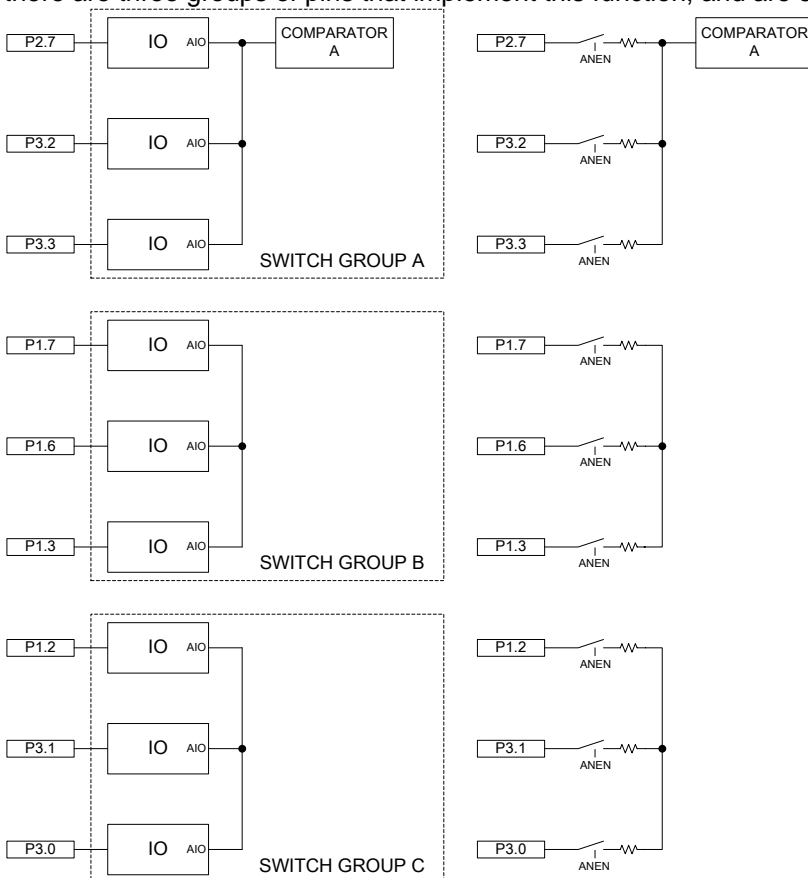 there are three groups of pins that implement this function, and are
P2.7 IO AIO COMPARATOR A P2.7 ANEN COMPARATOR A
P3.2 IO AIO P3.2 ANEN
P3.3 IO AIO P3.3 ANEN
SWITCH GROUP A
P1.7 IO AIO P1.7 ANEN
P1.6 IO AIO P1.6 ANEN
P1.3 IO AIO P1.3 ANEN
SWITCH GROUP B
P1.2 IO AIO P1.2 ANEN
P3.1 IO AIO P3.1 ANEN
P3.0 IO AIO P3.0 ANEN
SWITCH GROUP C